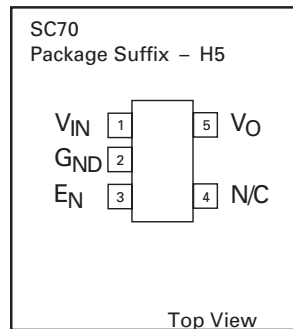 SC70
Package Suffix – H5
VIN 1 5 VO
GND 2
EN 3 4 N/C
Top View